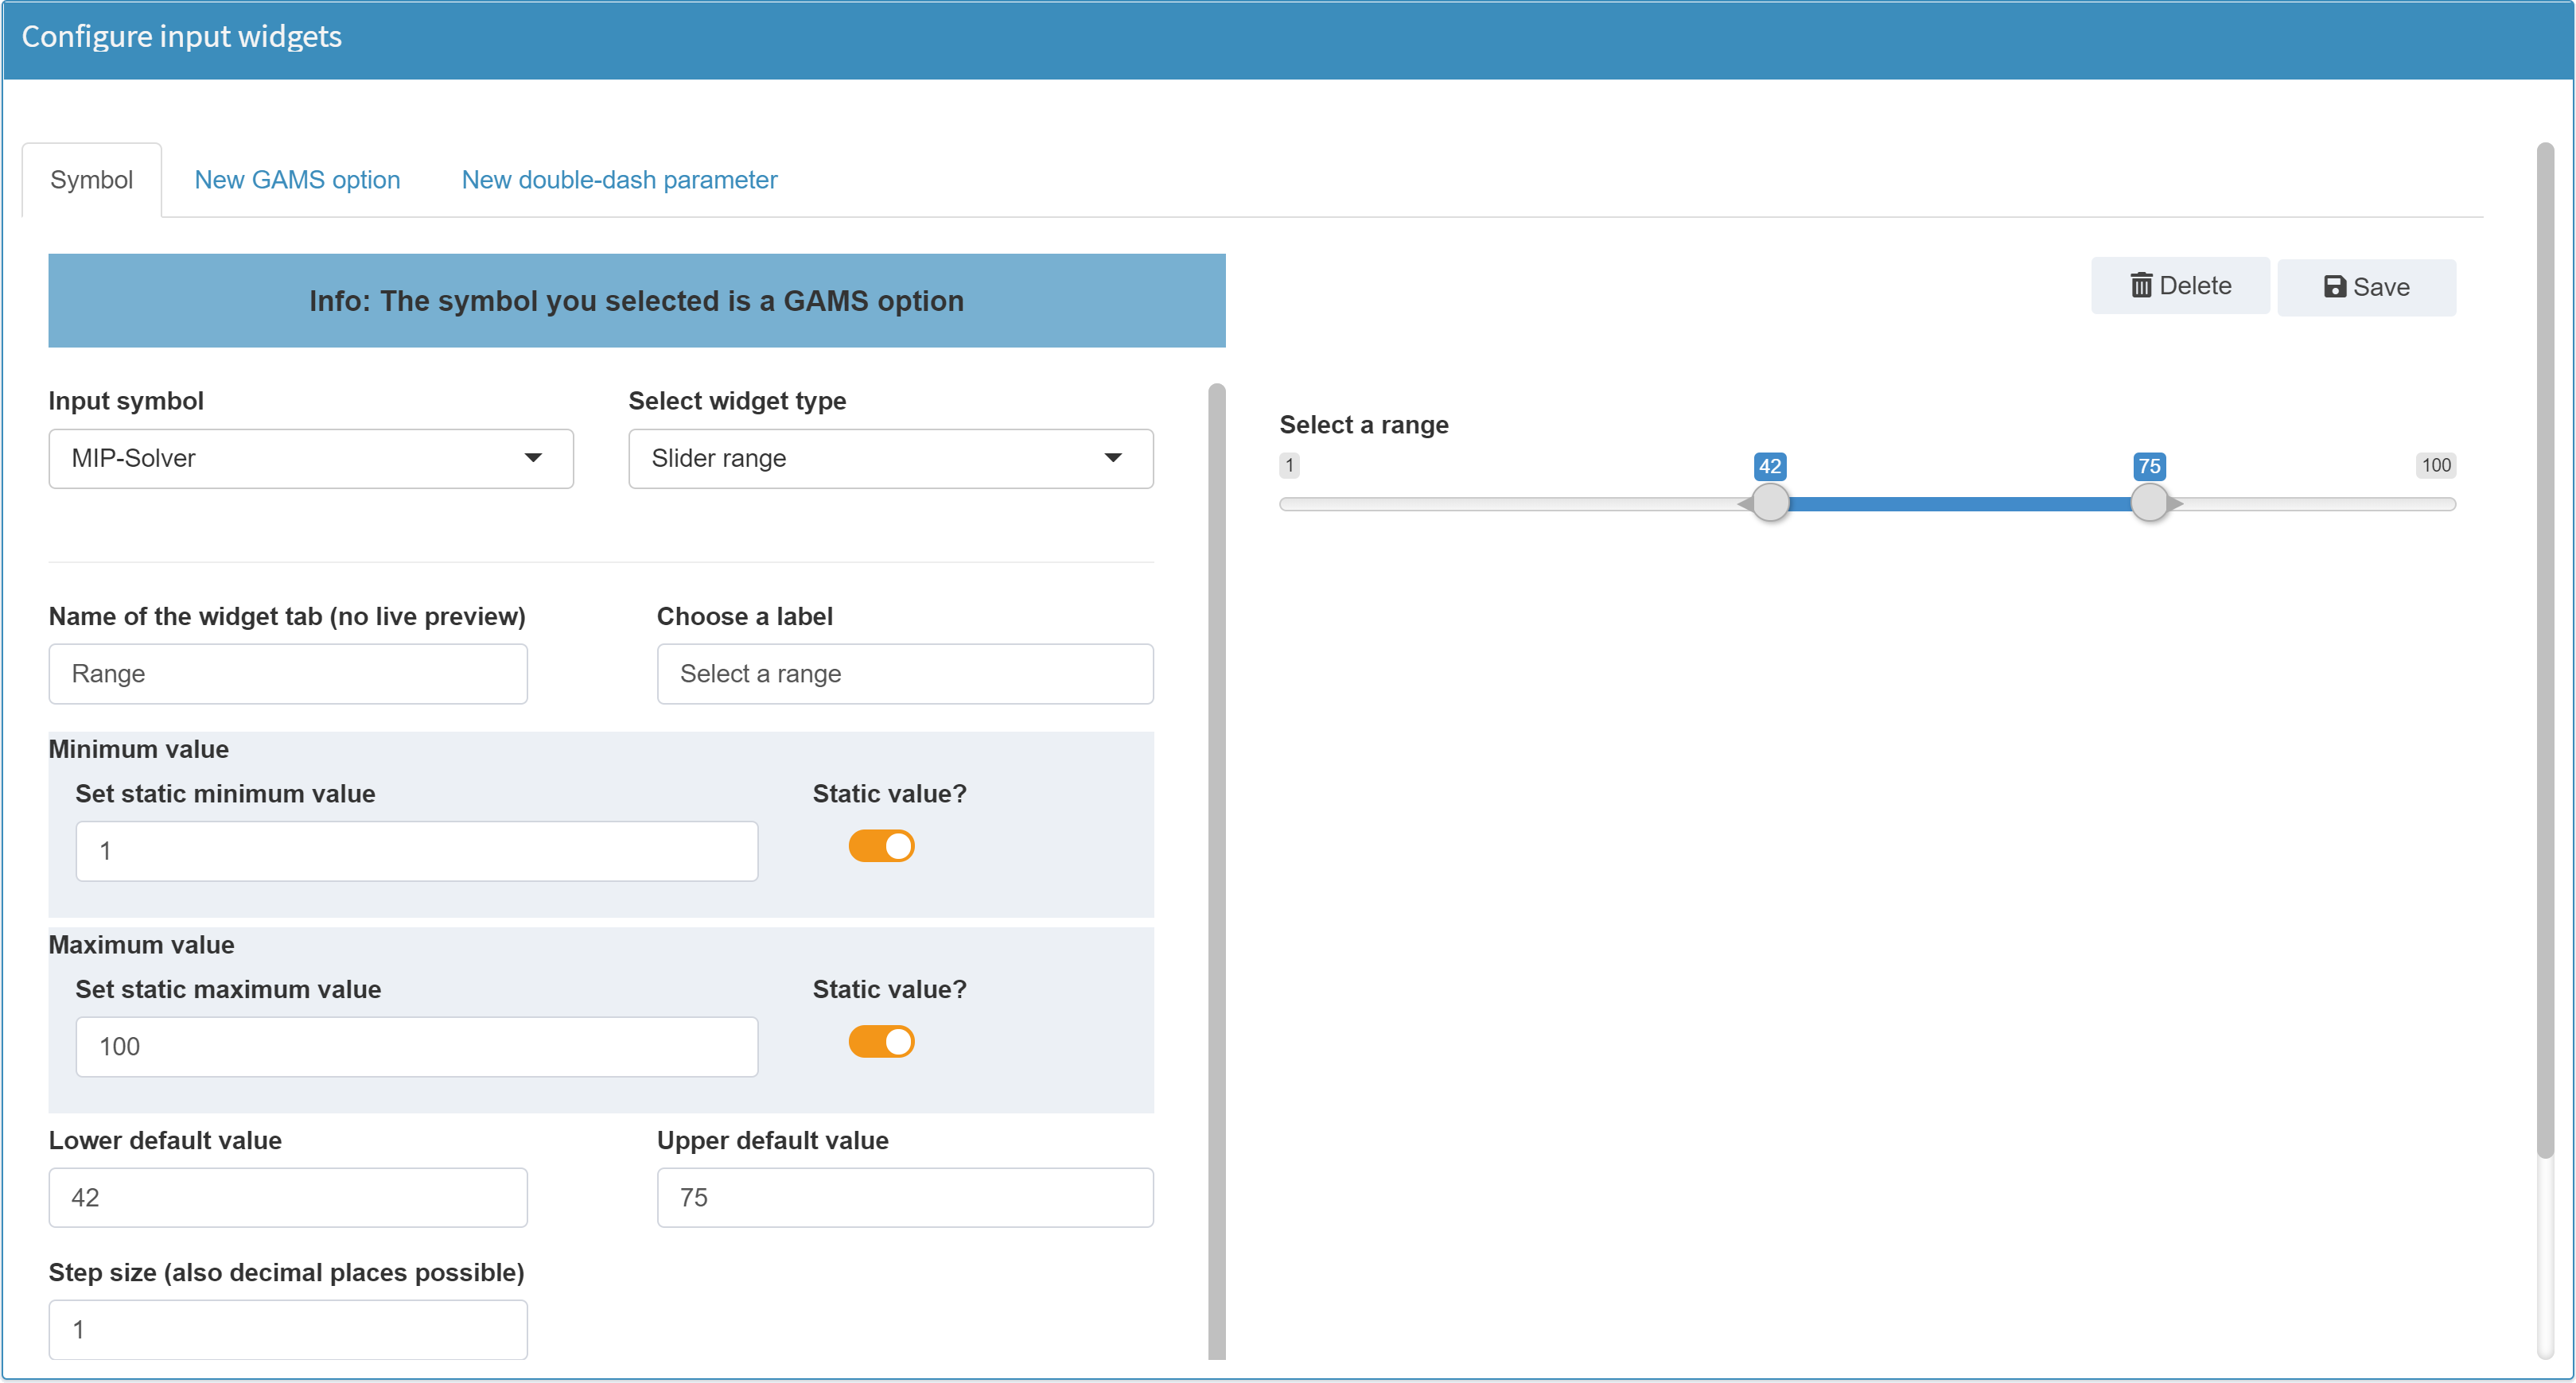 Configure input widgets
Symbol New GAMS option New double-dash parameter
Info: The symbol you selected is a GAMS option
Delete Save
Input symbol Select widget type
MIP-Solver Slider range
Select a range
1 42 75 100
Name of the widget tab (no live preview) Choose a label
Range Select a range
Minimum value
Set static minimum value Static value?
1
Maximum value
Set static maximum value Static value?
100
Lower default value Upper default value
42 75
Step size (also decimal places possible)
1